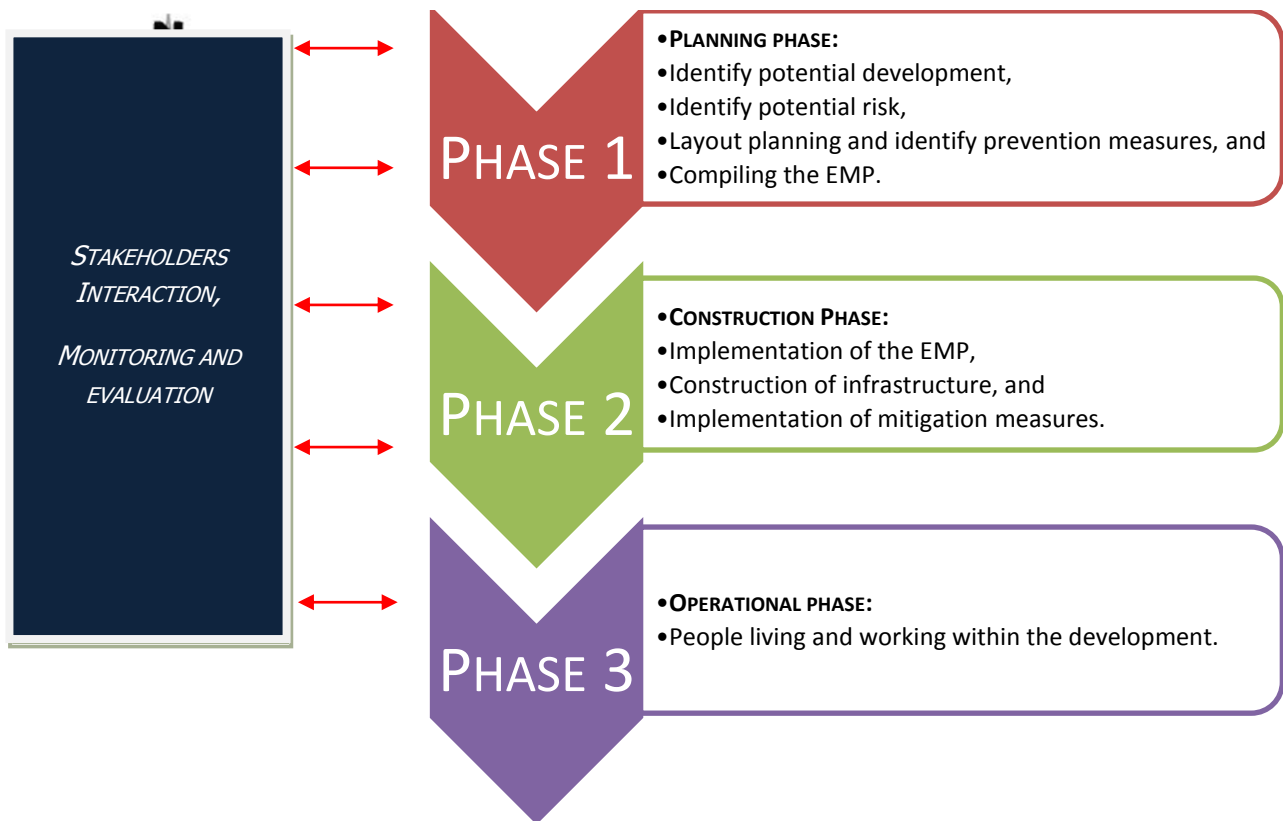 STAKEHOLDERS
INTERACTION,
MONITORING AND
EVALUATION
PHASE 1
•PLANNING PHASE:
•Identify potential development,
•Identify potential risk,
•Layout planning and identify prevention measures, and
•Compiling the EMP.
PHASE 2
•CONSTRUCTION PHASE:
•Implementation of the EMP,
•Construction of infrastructure, and
•Implementation of mitigation measures.
PHASE 3
•OPERATIONAL PHASE:
•People living and working within the development.